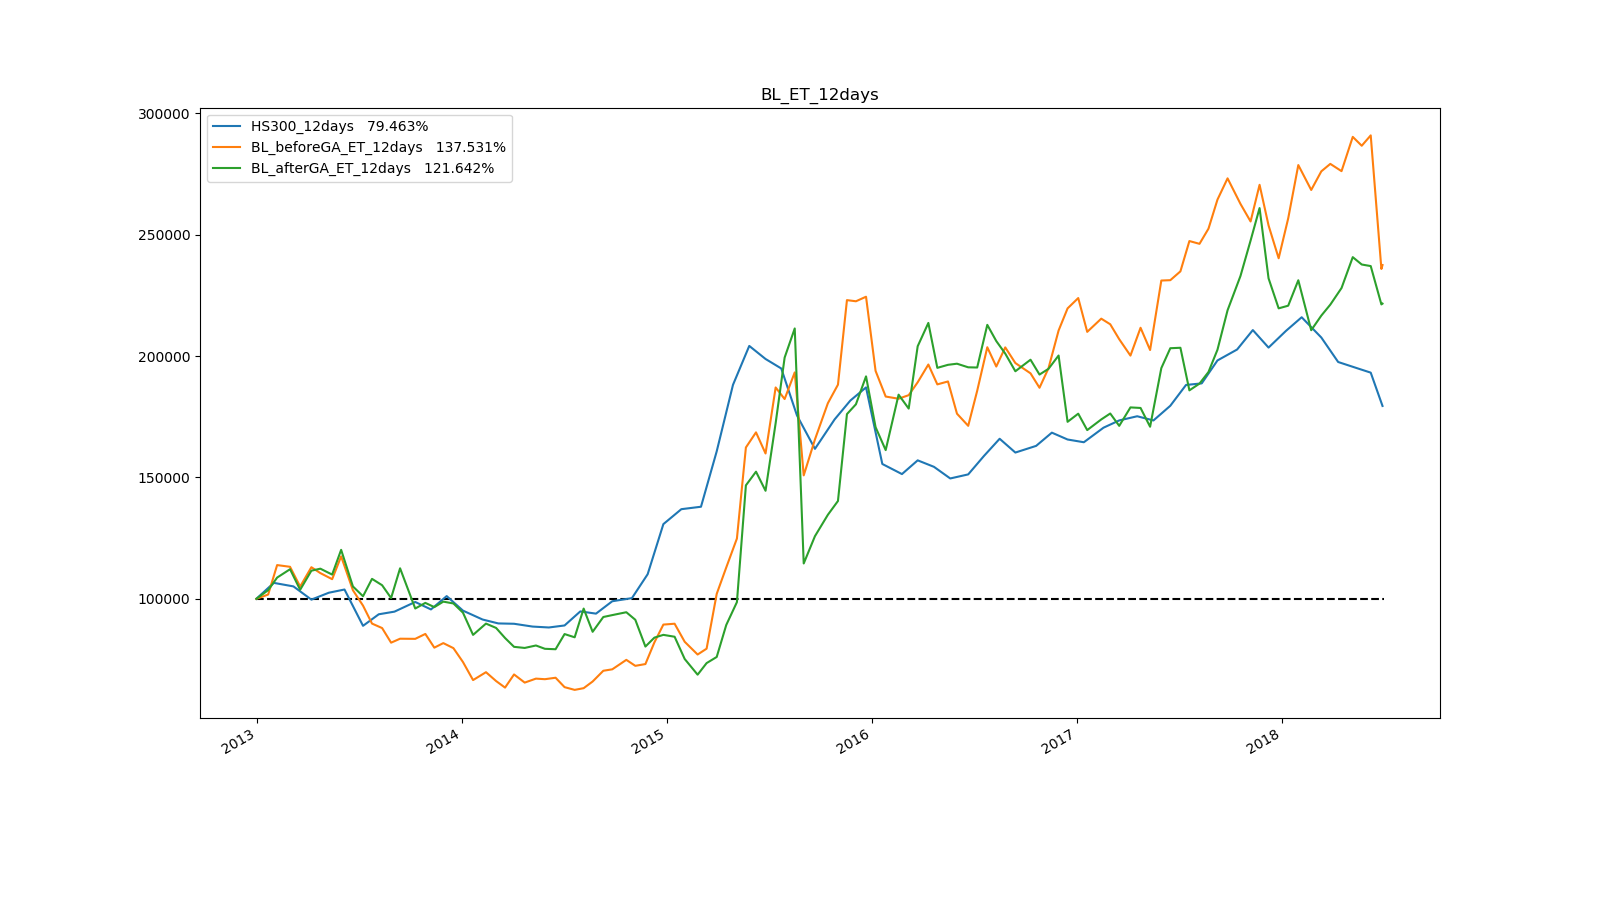 BL_ET_12days
300000
HS300_12days 79.463%
BL_beforeGA_ET_12days 137.531%
BL_afterGA_ET_12days 121.642%
250000
200000
150000
100000
2013 2014 2015 2016 2017 2018